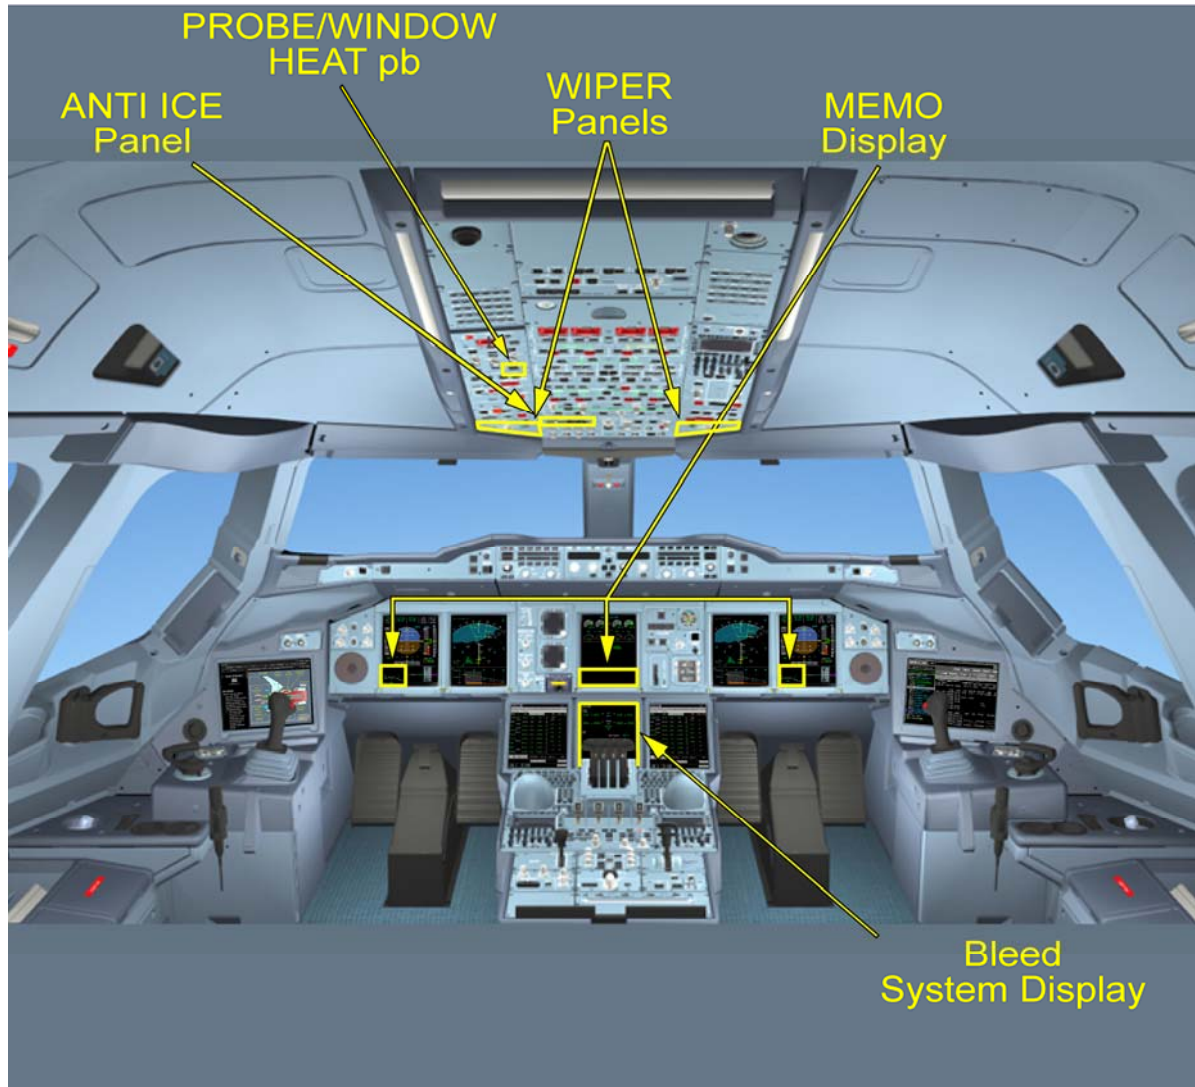 PROBE/WINDOW
HEAT pb
ANTI ICE
Panel
WIPER
Panels
MEMO
Display
Bleed
System Display